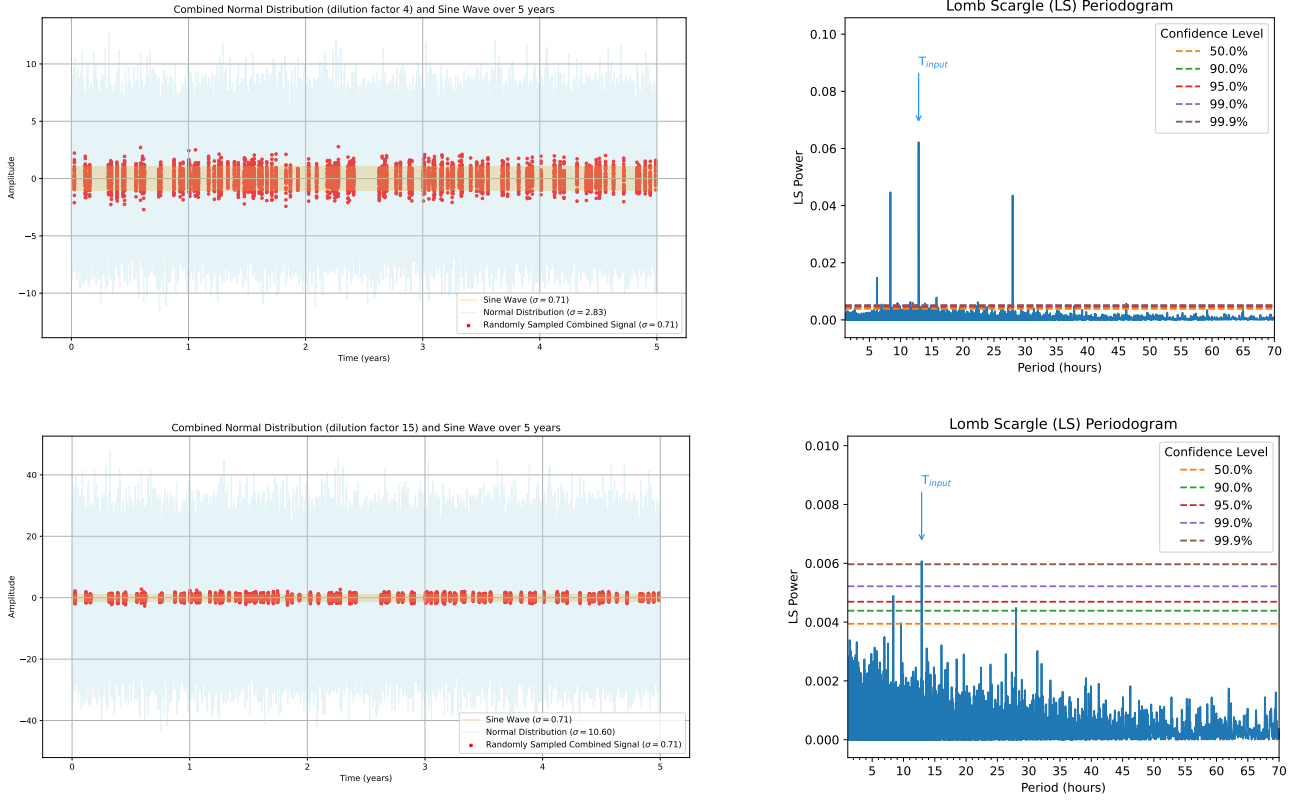 Combined Normal Distribution (dilution factor 4) and Sine Wave over 5 years
Amplitude
10
5
0
−5
−10
0
1
2
3
4
5
Time (years)
Sine Wave (σ = 0.71)
Normal Distribution (σ = 2.83)
Randomly Sampled Combined Signal (σ = 0.71)
Lomb Scargle (LS) Periodogram
LS Power
0.10
0.08
0.06
0.04
0.02
0.00
T_input
Confidence Level
50.0%
90.0%
95.0%
99.0%
99.9%
5 10 15 20 25 30 35 40 45 50 55 60 65 70
Period (hours)
Combined Normal Distribution (dilution factor 15) and Sine Wave over 5 years
Amplitude
40
20
0
−20
−40
0
1
2
3
4
5
Time (years)
Sine Wave (σ = 0.71)
Normal Distribution (σ = 10.60)
Randomly Sampled Combined Signal (σ = 0.71)
Lomb Scargle (LS) Periodogram
LS Power
0.010
0.008
0.006
0.004
0.002
0.000
T_input
Confidence Level
50.0%
90.0%
95.0%
99.0%
99.9%
5 10 15 20 25 30 35 40 45 50 55 60 65 70
Period (hours)